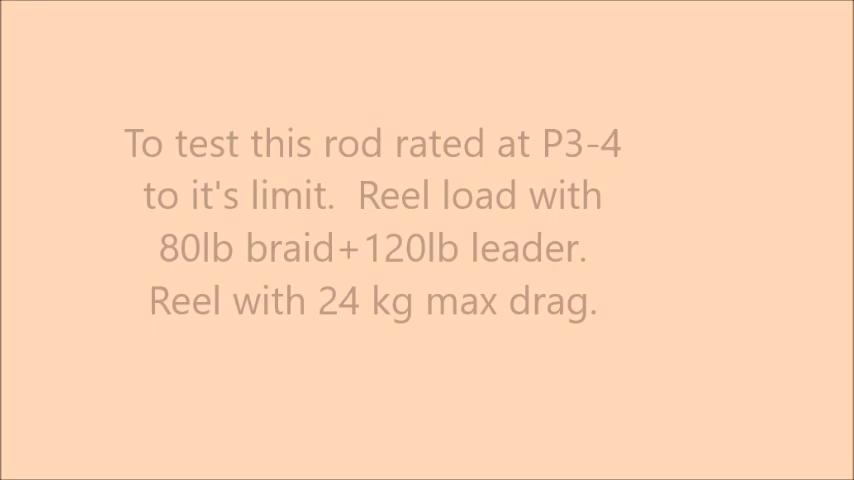 To test this rod rated at P3-4
to it's limit.  Reel load with
80lb braid+120lb leader.
Reel with 24 kg max drag.